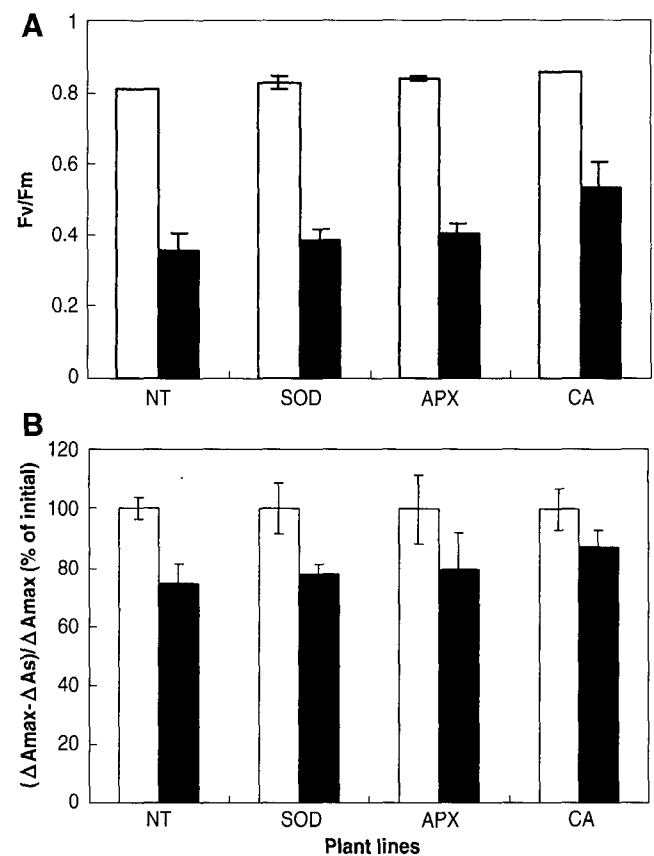 A
1
0.8
0.6
0.4
0.2
0
Fv/Fm
NT SOD APX CA
B
120
100
80
60
40
20
0
(ΔAmax-ΔAs)/ΔAmax (% of initial)
NT SOD APX CA
Plant lines